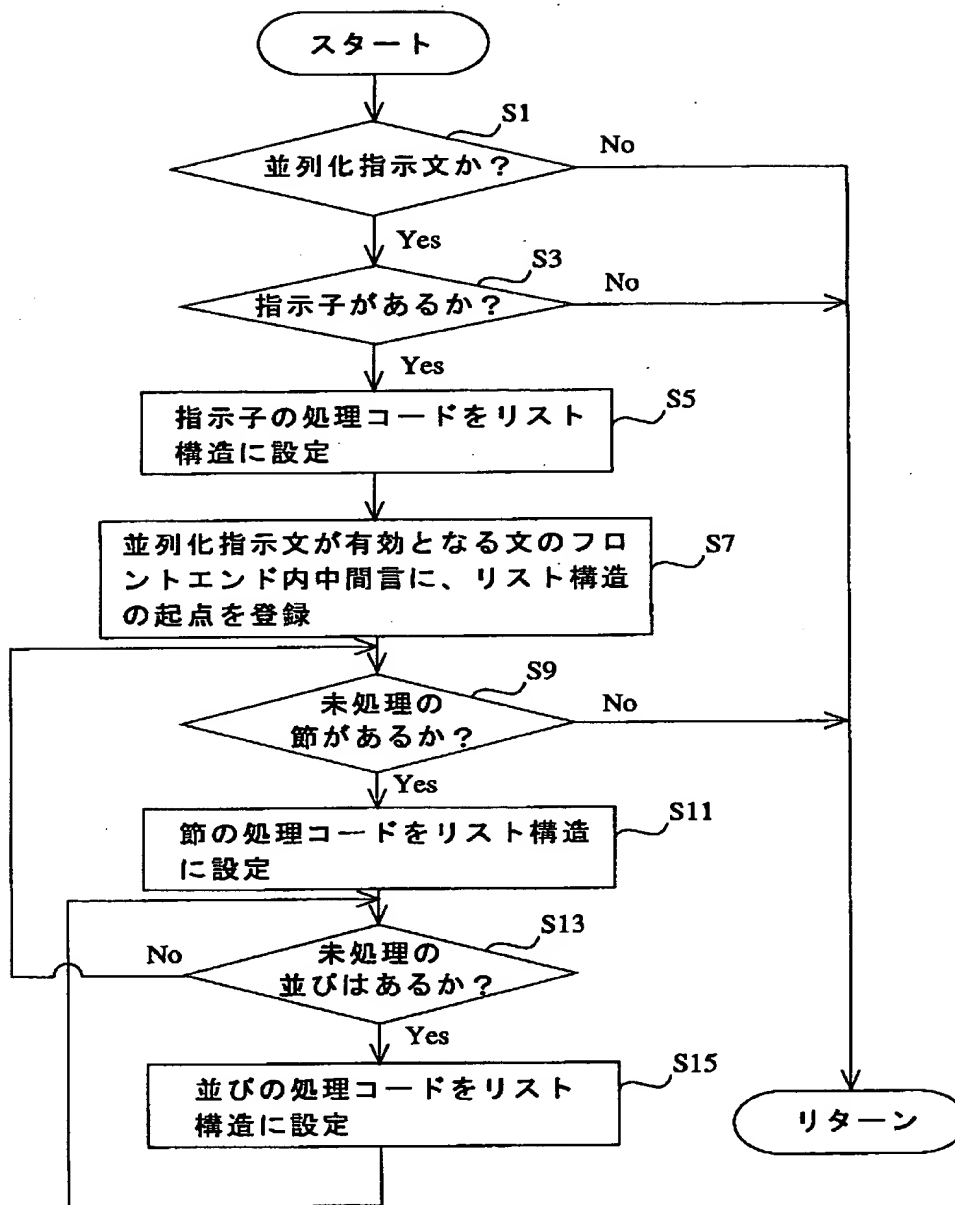 スタート
S1
並列化指示文か？
No
Yes
S3
指示子があるか？
No
Yes
S5
指示子の処理コードをリスト
構造に設定
S7
並列化指示文が有効となる文のフロ
ントエンド内中間言に、リスト構造
の起点を登録
S9
未処理の
節があるか？
No
Yes
S11
節の処理コードをリスト構造
に設定
S13
No
未処理の
並びはあるか？
Yes
S15
並びの処理コードをリスト
構造に設定
リターン